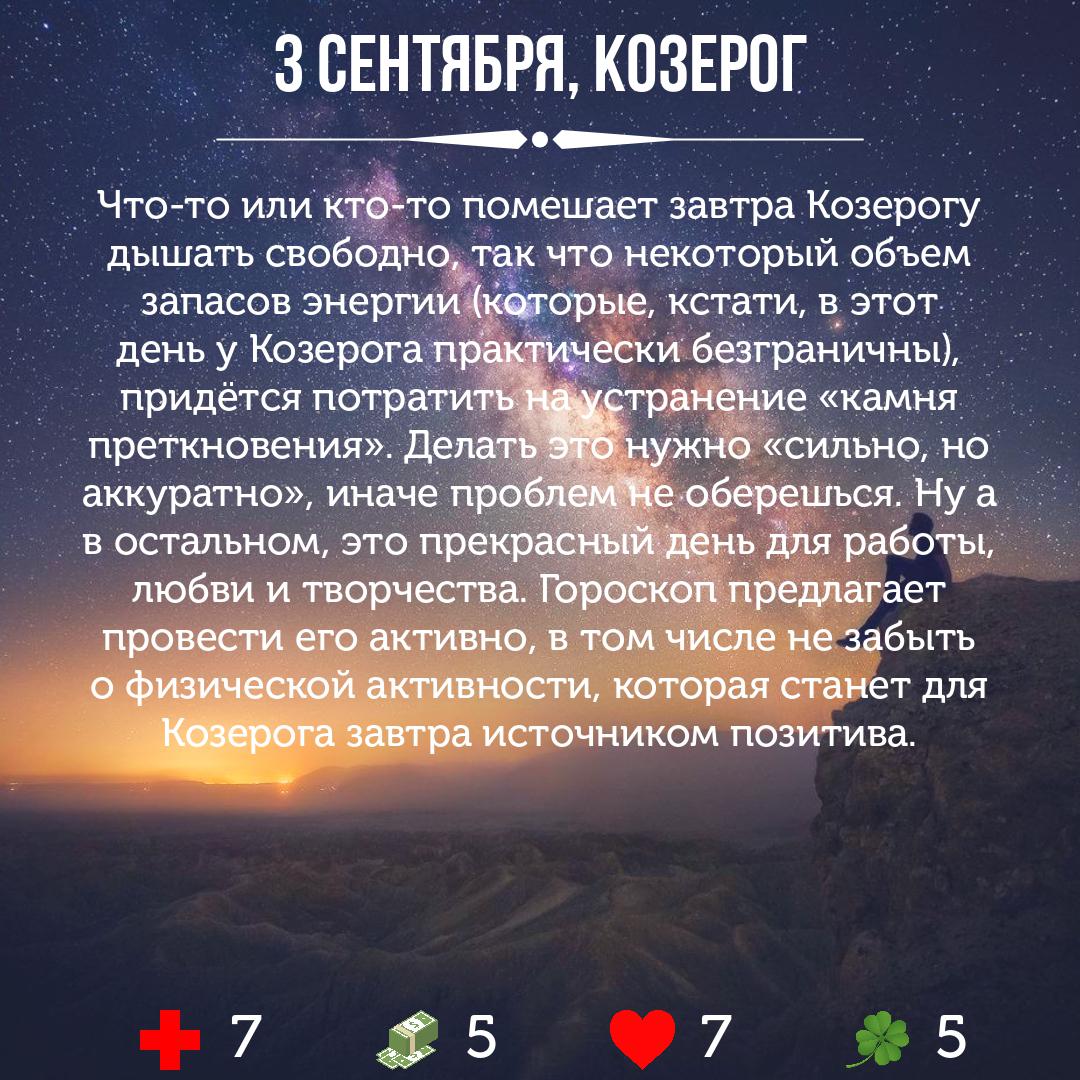 3 СЕНТЯБРЯ, КОЗЕРОГ
Что-то или кто-то помешает завтра Козерогу
дышать свободно, так что некоторый объем
запасов энергии (которые, кстати, в этот
день у Козерога практически безграничны),
придётся потратить на устранение «камня
преткновения». Делать это нужно «сильно, но
аккуратно», иначе проблем не оберешься. Ну а
в остальном, это прекрасный день для работы,
любви и творчества. Гороскоп предлагает
провести его активно, в том числе не забыть
о физической активности, которая станет для
Козерога завтра источником позитива.
7 5 7 5